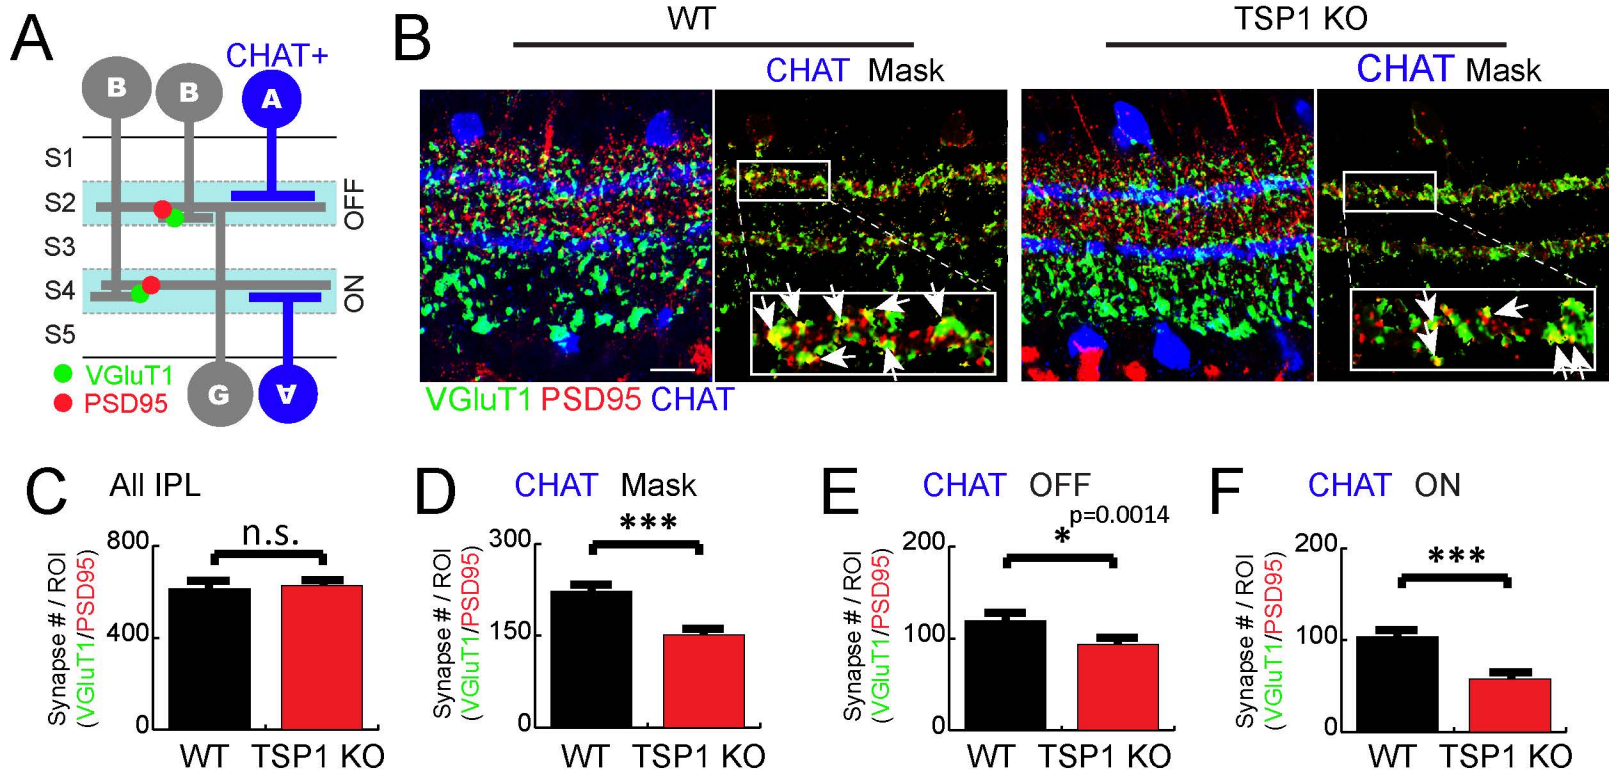 A
CHAT+
B
B
A
S1
S2
S3
S4
S5
OFF
ON
G
A
VGluT1
PSD95
B
WT
TSP1 KO
CHAT Mask
CHAT Mask
VGluT1 PSD95 CHAT
C
All IPL
n.s.
Synapse # / ROI
(VGluT1/PSD95)
800
400
0
WT
TSP1 KO
D
CHAT Mask
***
Synapse # / ROI
(VGluT1/PSD95)
300
150
0
WT
TSP1 KO
E
CHAT OFF
* p=0.0014
Synapse # / ROI
(VGluT1/PSD95)
200
100
0
WT
TSP1 KO
F
CHAT ON
***
Synapse # / ROI
(VGluT1/PSD95)
200
100
0
WT
TSP1 KO